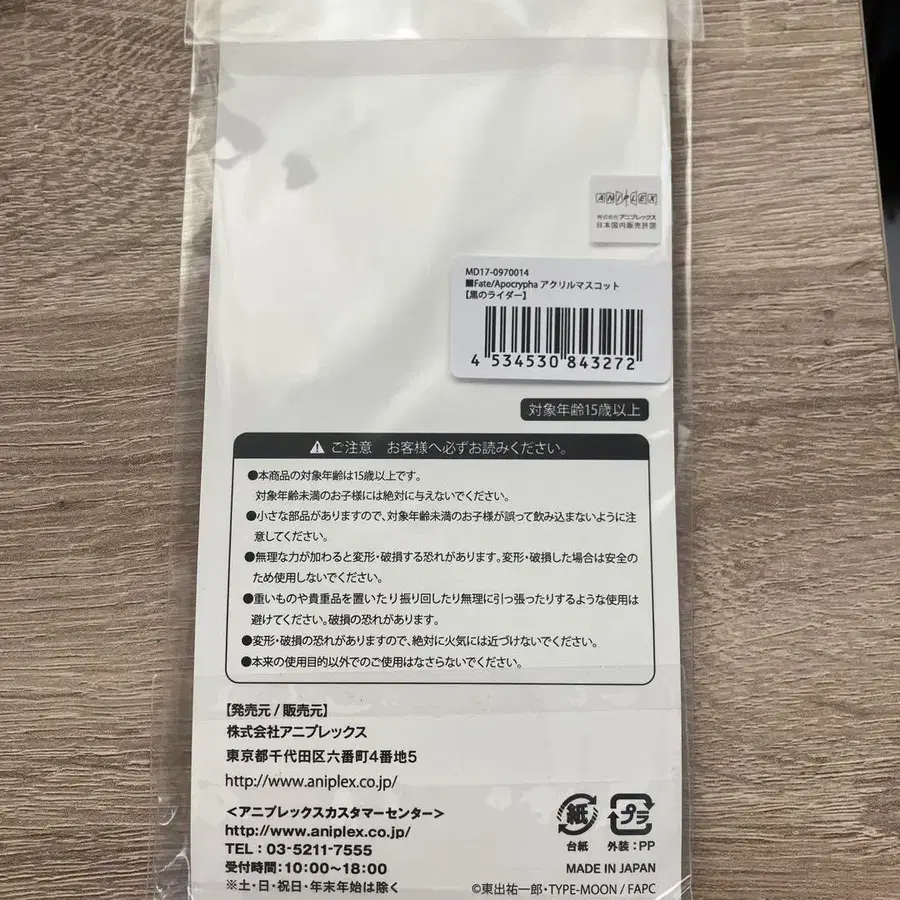 ANIPLEX
株式会社アニプレックス
日本国内販売許諾
MD17-0970014
■Fate/Apocrypha アクリルマスコット
【黒のライダー】
4 534530 843272
対象年齢15歳以上
ご注意 お客様へ必ずお読みください。
●本商品の対象年齢は15歳以上です。
対象年齢未満のお子様には絶対に与えないでください。
●小さな部品がありますので、対象年齢未満のお子様が誤って飲み込まないように注
意してください。
●無理な力が加わると変形・破損する恐れがあります。変形・破損した場合は安全の
ため使用しないでください。
●重いものや貴重品を置いたり振り回したり無理に引っ張ったりするような使用は
避けてください。破損の恐れがあります。
●変形・破損の恐れがありますので、絶対に火気には近づけないでください。
●本来の使用目的以外でのご使用はなさらないでください。
【発売元 / 販売元】
株式会社アニプレックス
東京都千代田区六番町4番地5
http://www.aniplex.co.jp/
<アニプレックスカスタマーセンター>
http://www.aniplex.co.jp/
TEL : 03-5211-7555
受付時間 : 10:00~18:00
※土・日・祝日・年末年始は除く
紙
台紙
プラ
外装 : PP
MADE IN JAPAN
©東出祐一郎・TYPE-MOON / FAPC